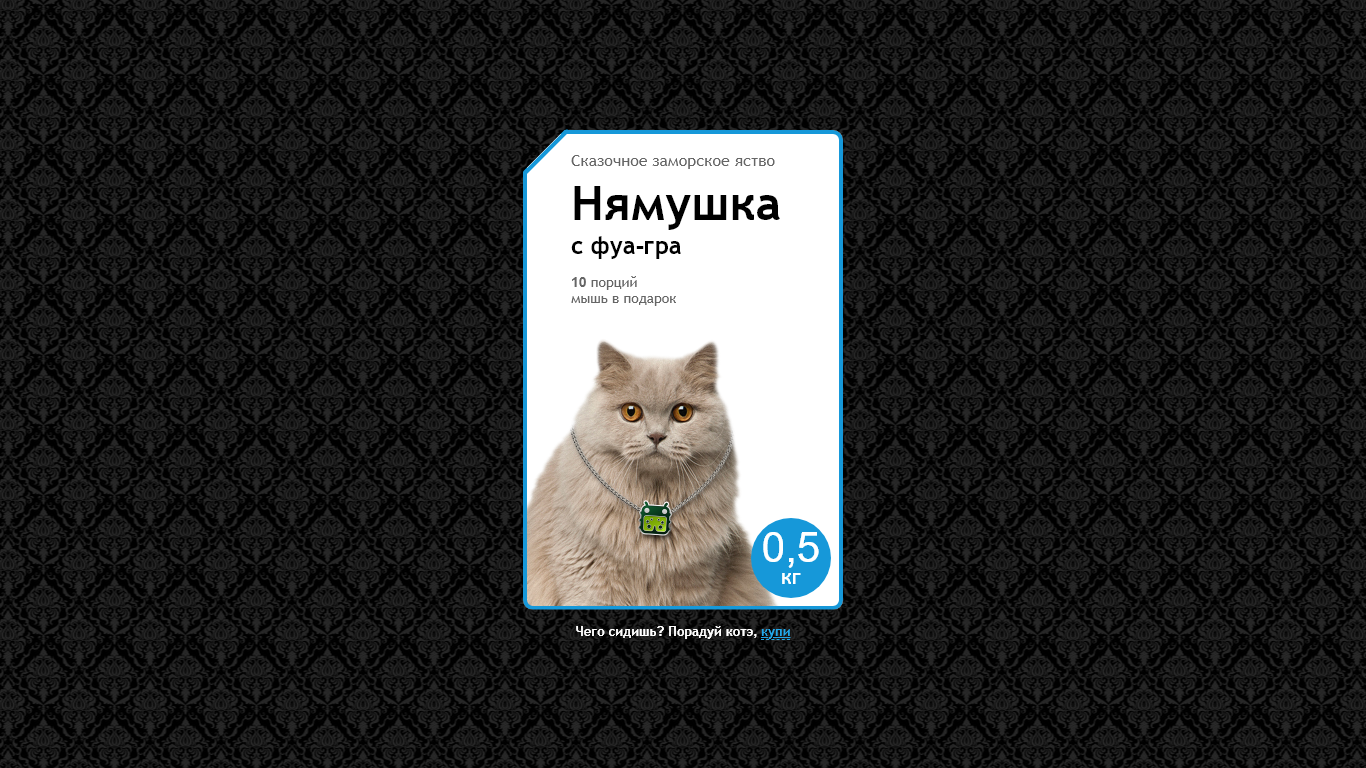 Сказочное заморское яство
Нямушка
с фуа-гра
10 порций
мышь в подарок
0,5
кг
Чего сидишь? Порадуй котэ, купи